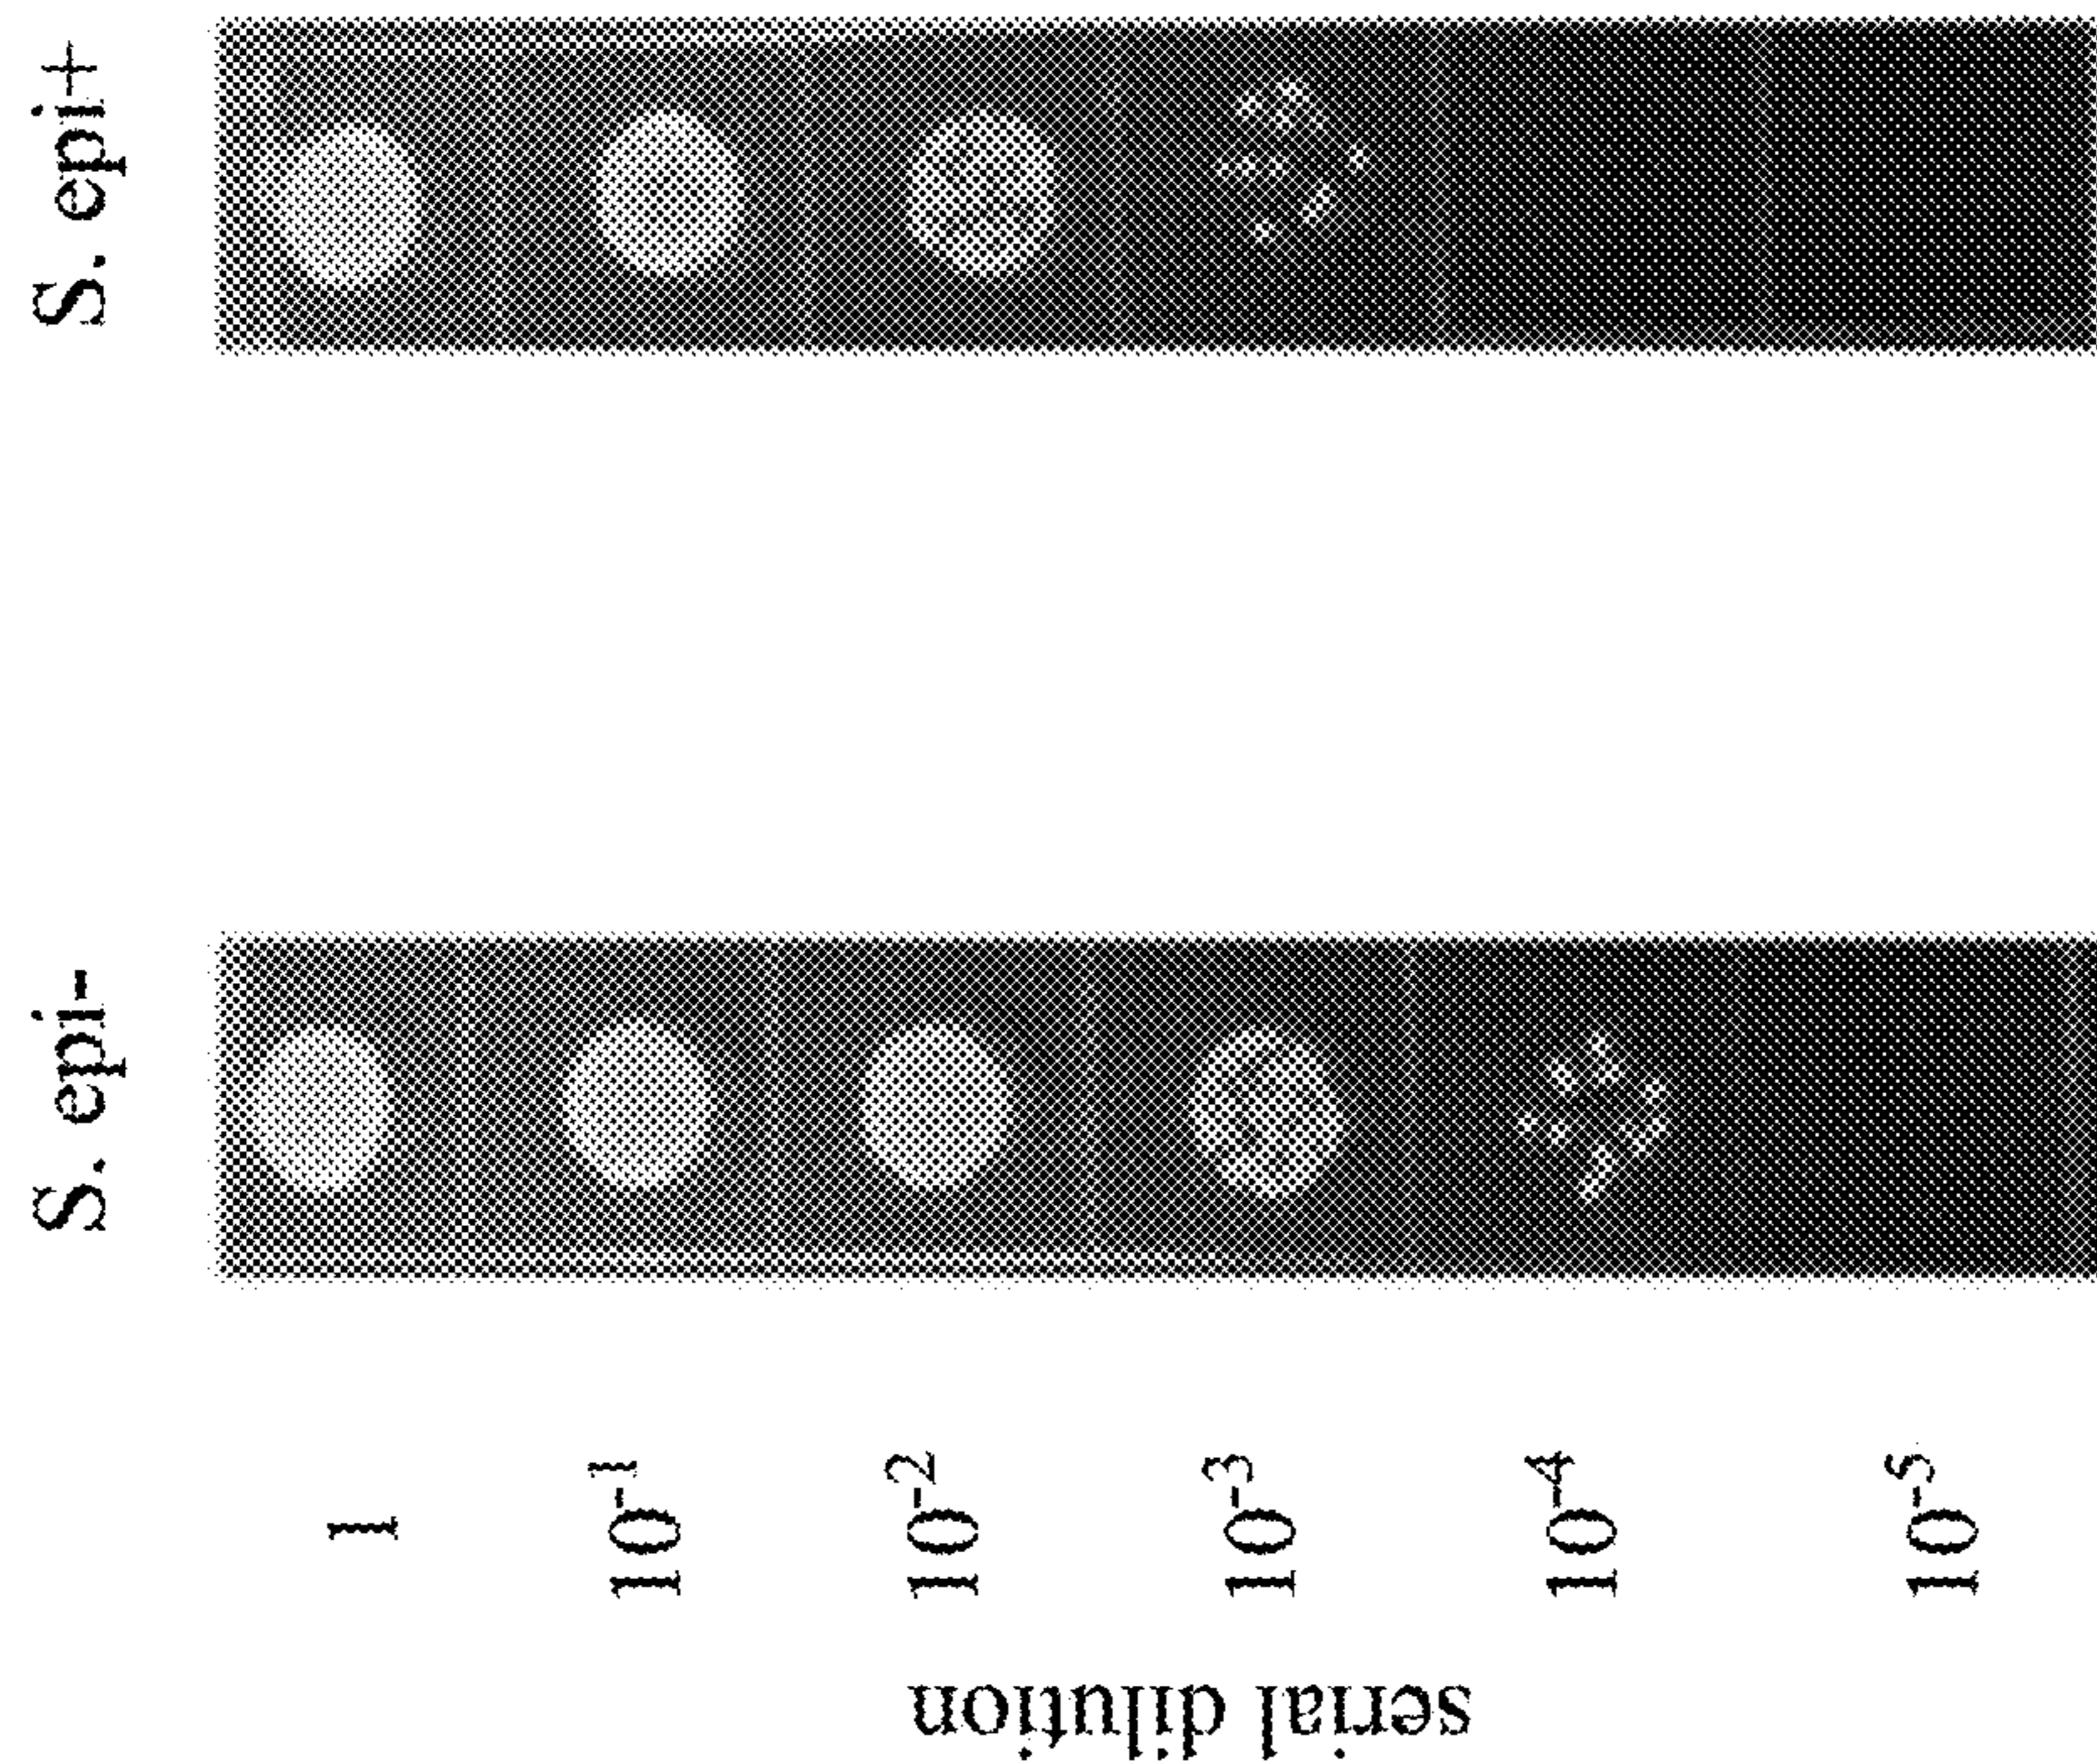 S. epi-
S. epi+
1
10⁻¹
10⁻²
10⁻³
10⁻⁴
10⁻⁵
serial dilution